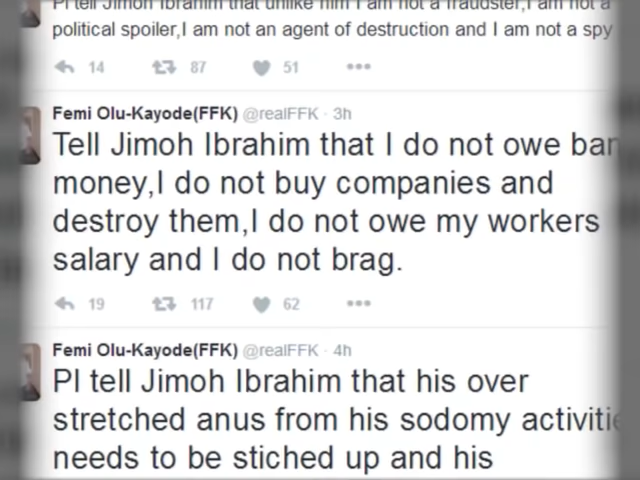 Pl tell Jimoh Ibrahim that unlike him I am not a fraudster,I am not a
political spoiler,I am not an agent of destruction and I am not a spy
14 87 51
Femi Olu-Kayode(FFK) @realFFK · 3h
Tell Jimoh Ibrahim that I do not owe
money,I do not buy companies and
destroy them,I do not owe my workers
salary and I do not brag.
19 117 62
Femi Olu-Kayode(FFK) @realFFK · 4h
Pl tell Jimoh Ibrahim that his over
stretched anus from his sodomy
needs to be stiched up and his